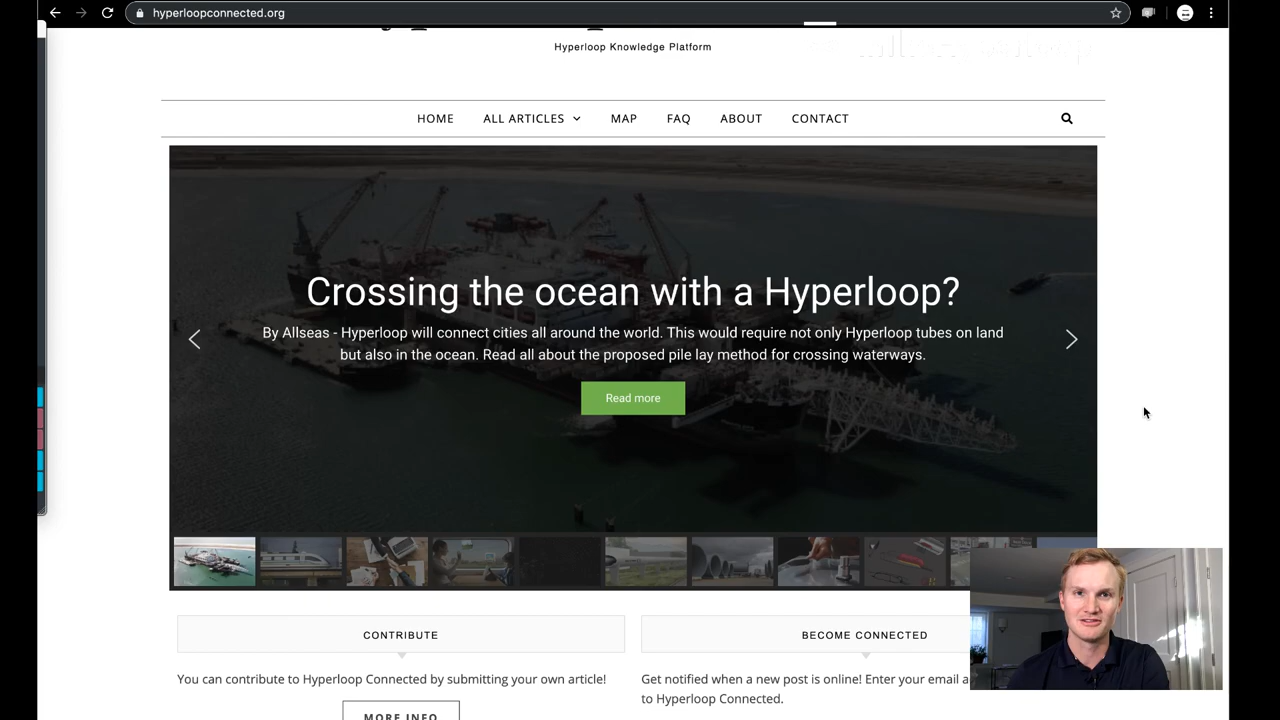 hyperloopconnected.org
Hyperloop Knowledge Platform
HOME ALL ARTICLES MAP FAQ ABOUT CONTACT
Crossing the ocean with a Hyperloop?
By Allseas - Hyperloop will connect cities all around the world. This would require not only Hyperloop tubes on land
but also in the ocean. Read all about the proposed pile lay method for crossing waterways.
Read more
CONTRIBUTE
You can contribute to Hyperloop Connected by submitting your own article!
MORE INFO
BECOME CONNECTED
Get notified when a new post is online! Enter your email a
to Hyperloop Connected.